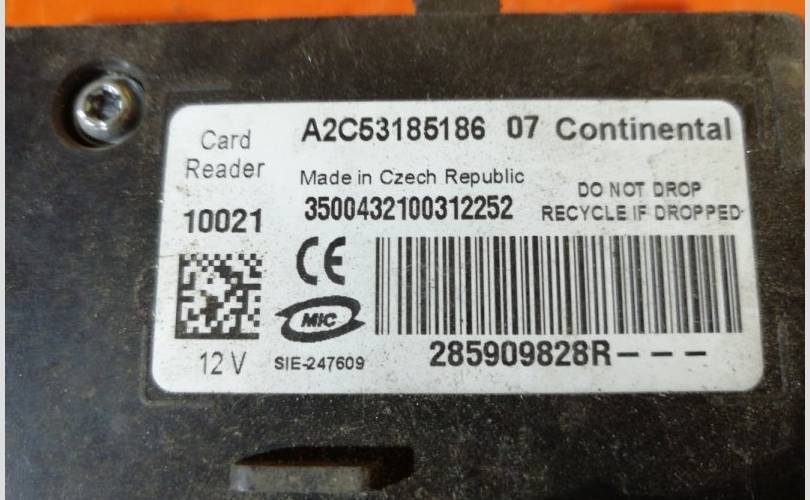 Card Reader
A2C53185186 07 Continental
Made in Czech Republic
10021
3500432100312252
DO NOT DROP
RECYCLE IF DROPPED
CE
MIC
12 V
SIE-247609
285909828R---